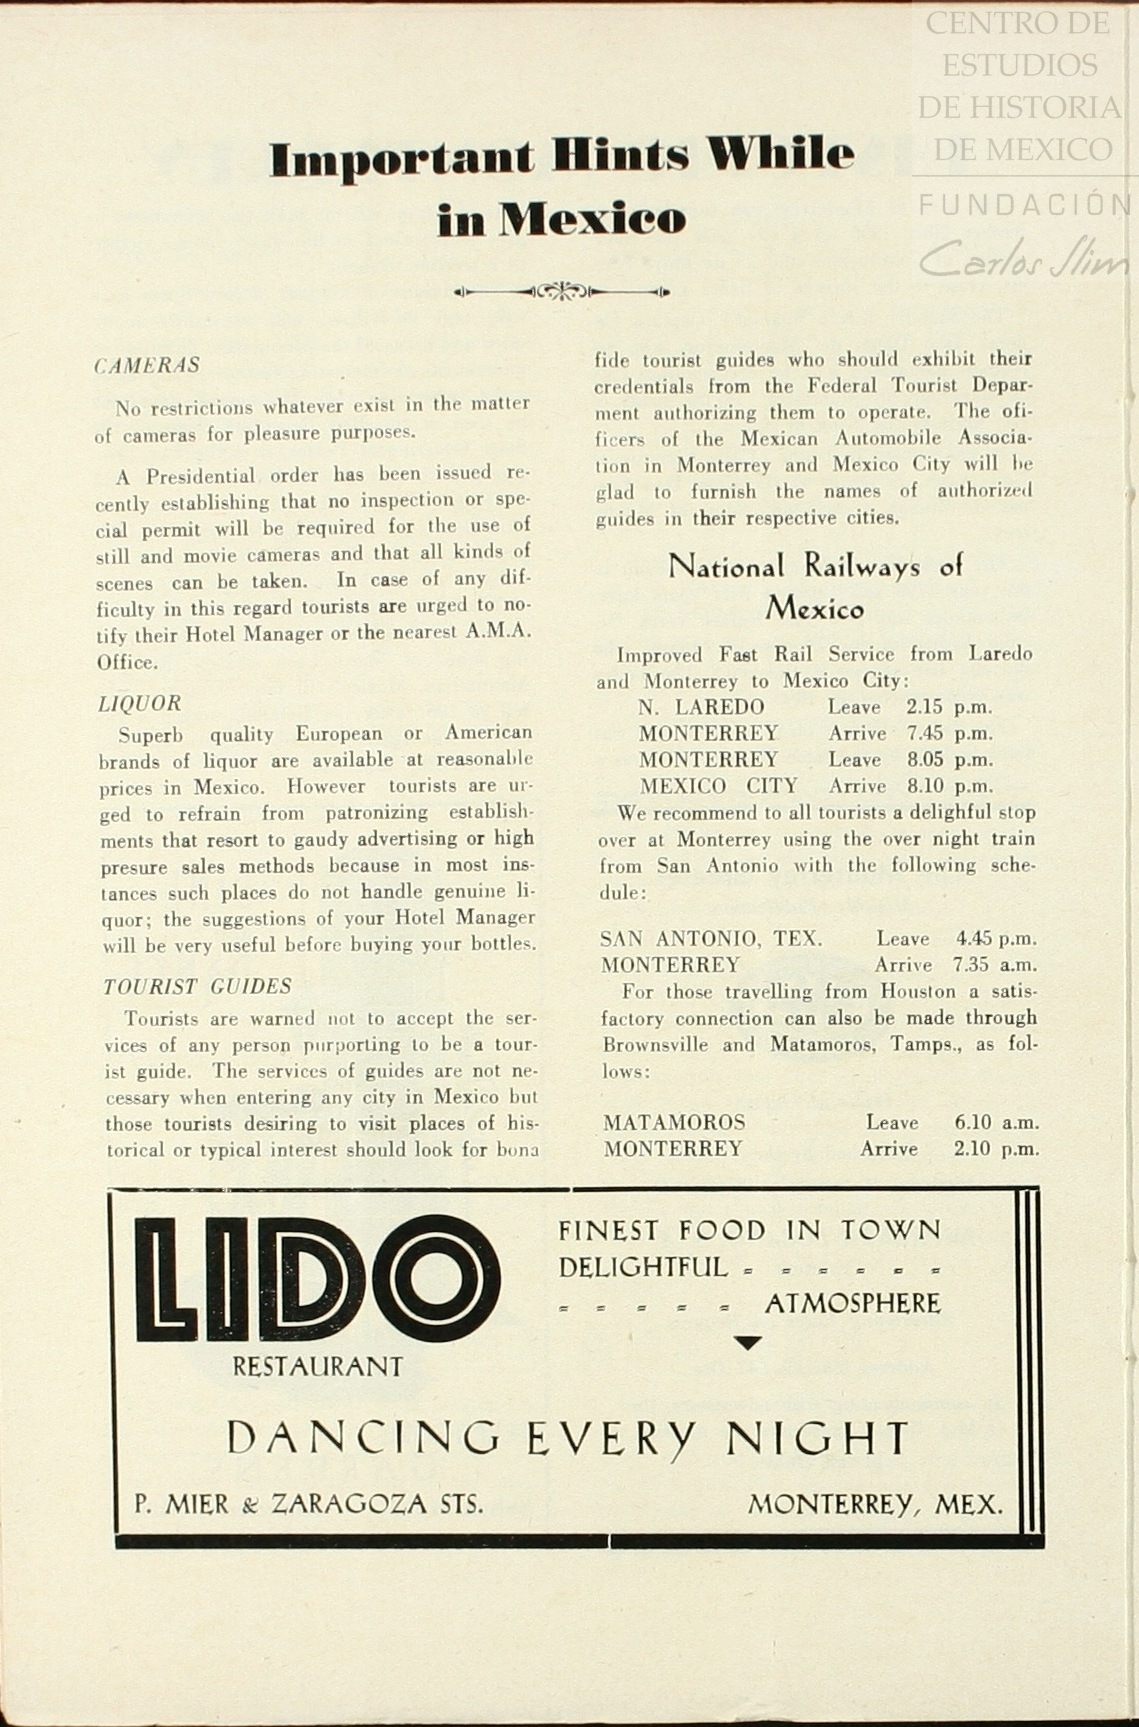 CENTRO DE
ESTUDIOS
DE HISTORIA
DE MEXICO
FUNDACIÓN
Carlos Slim
Important Hints While
in Mexico
CAMERAS
No restrictions whatever exist in the matter
of cameras for pleasure purposes.
A Presidential order has been issued re-
cently establishing that no inspection or spe-
cial permit will be required for the use of
still and movie cameras and that all kinds of
scenes can be taken. In case of any dif-
ficulty in this regard tourists are urged to no-
tify their Hotel Manager or the nearest A.M.A.
Office.
LIQUOR
Superb quality European or American
brands of liquor are available at reasonable
prices in Mexico. However tourists are ur-
ged to refrain from patronizing establish-
ments that resort to gaudy advertising or high
presure sales methods because in most ins-
tances such places do not handle genuine li-
quor; the suggestions of your Hotel Manager
will be very useful before buying your bottles.
TOURIST GUIDES
Tourists are warned not to accept the ser-
vices of any person purporting to be a tour-
ist guide. The services of guides are not ne-
cessary when entering any city in Mexico but
those tourists desiring to visit places of his-
torical or typical interest should look for bona
fide tourist guides who should exhibit their
credentials from the Federal Tourist Depar-
ment authorizing them to operate. The ofi-
ficers of the Mexican Automobile Associa-
tion in Monterrey and Mexico City will be
glad to furnish the names of authorized
guides in their respective cities.
National Railways of
Mexico
Improved Fast Rail Service from Laredo
and Monterrey to Mexico City:
N. LAREDO Leave 2.15 p.m.
MONTERREY Arrive 7.45 p.m.
MONTERREY Leave 8.05 p.m.
MEXICO CITY Arrive 8.10 p.m.
We recommend to all tourists a delighful stop
over at Monterrey using the over night train
from San Antonio with the following sche-
dule:
SAN ANTONIO, TEX. Leave 4.45 p.m.
MONTERREY Arrive 7.35 a.m.
For those travelling from Houston a satis-
factory connection can also be made through
Brownsville and Matamoros, Tamps., as fol-
lows:
MATAMOROS Leave 6.10 a.m.
MONTERREY Arrive 2.10 p.m.
LIDO
RESTAURANT
FINEST FOOD IN TOWN
DELIGHTFUL = = = = = =
= = = = = ATMOSPHERE
DANCING EVERY NIGHT
P. MIER & ZARAGOZA STS.
MONTERREY, MEX.